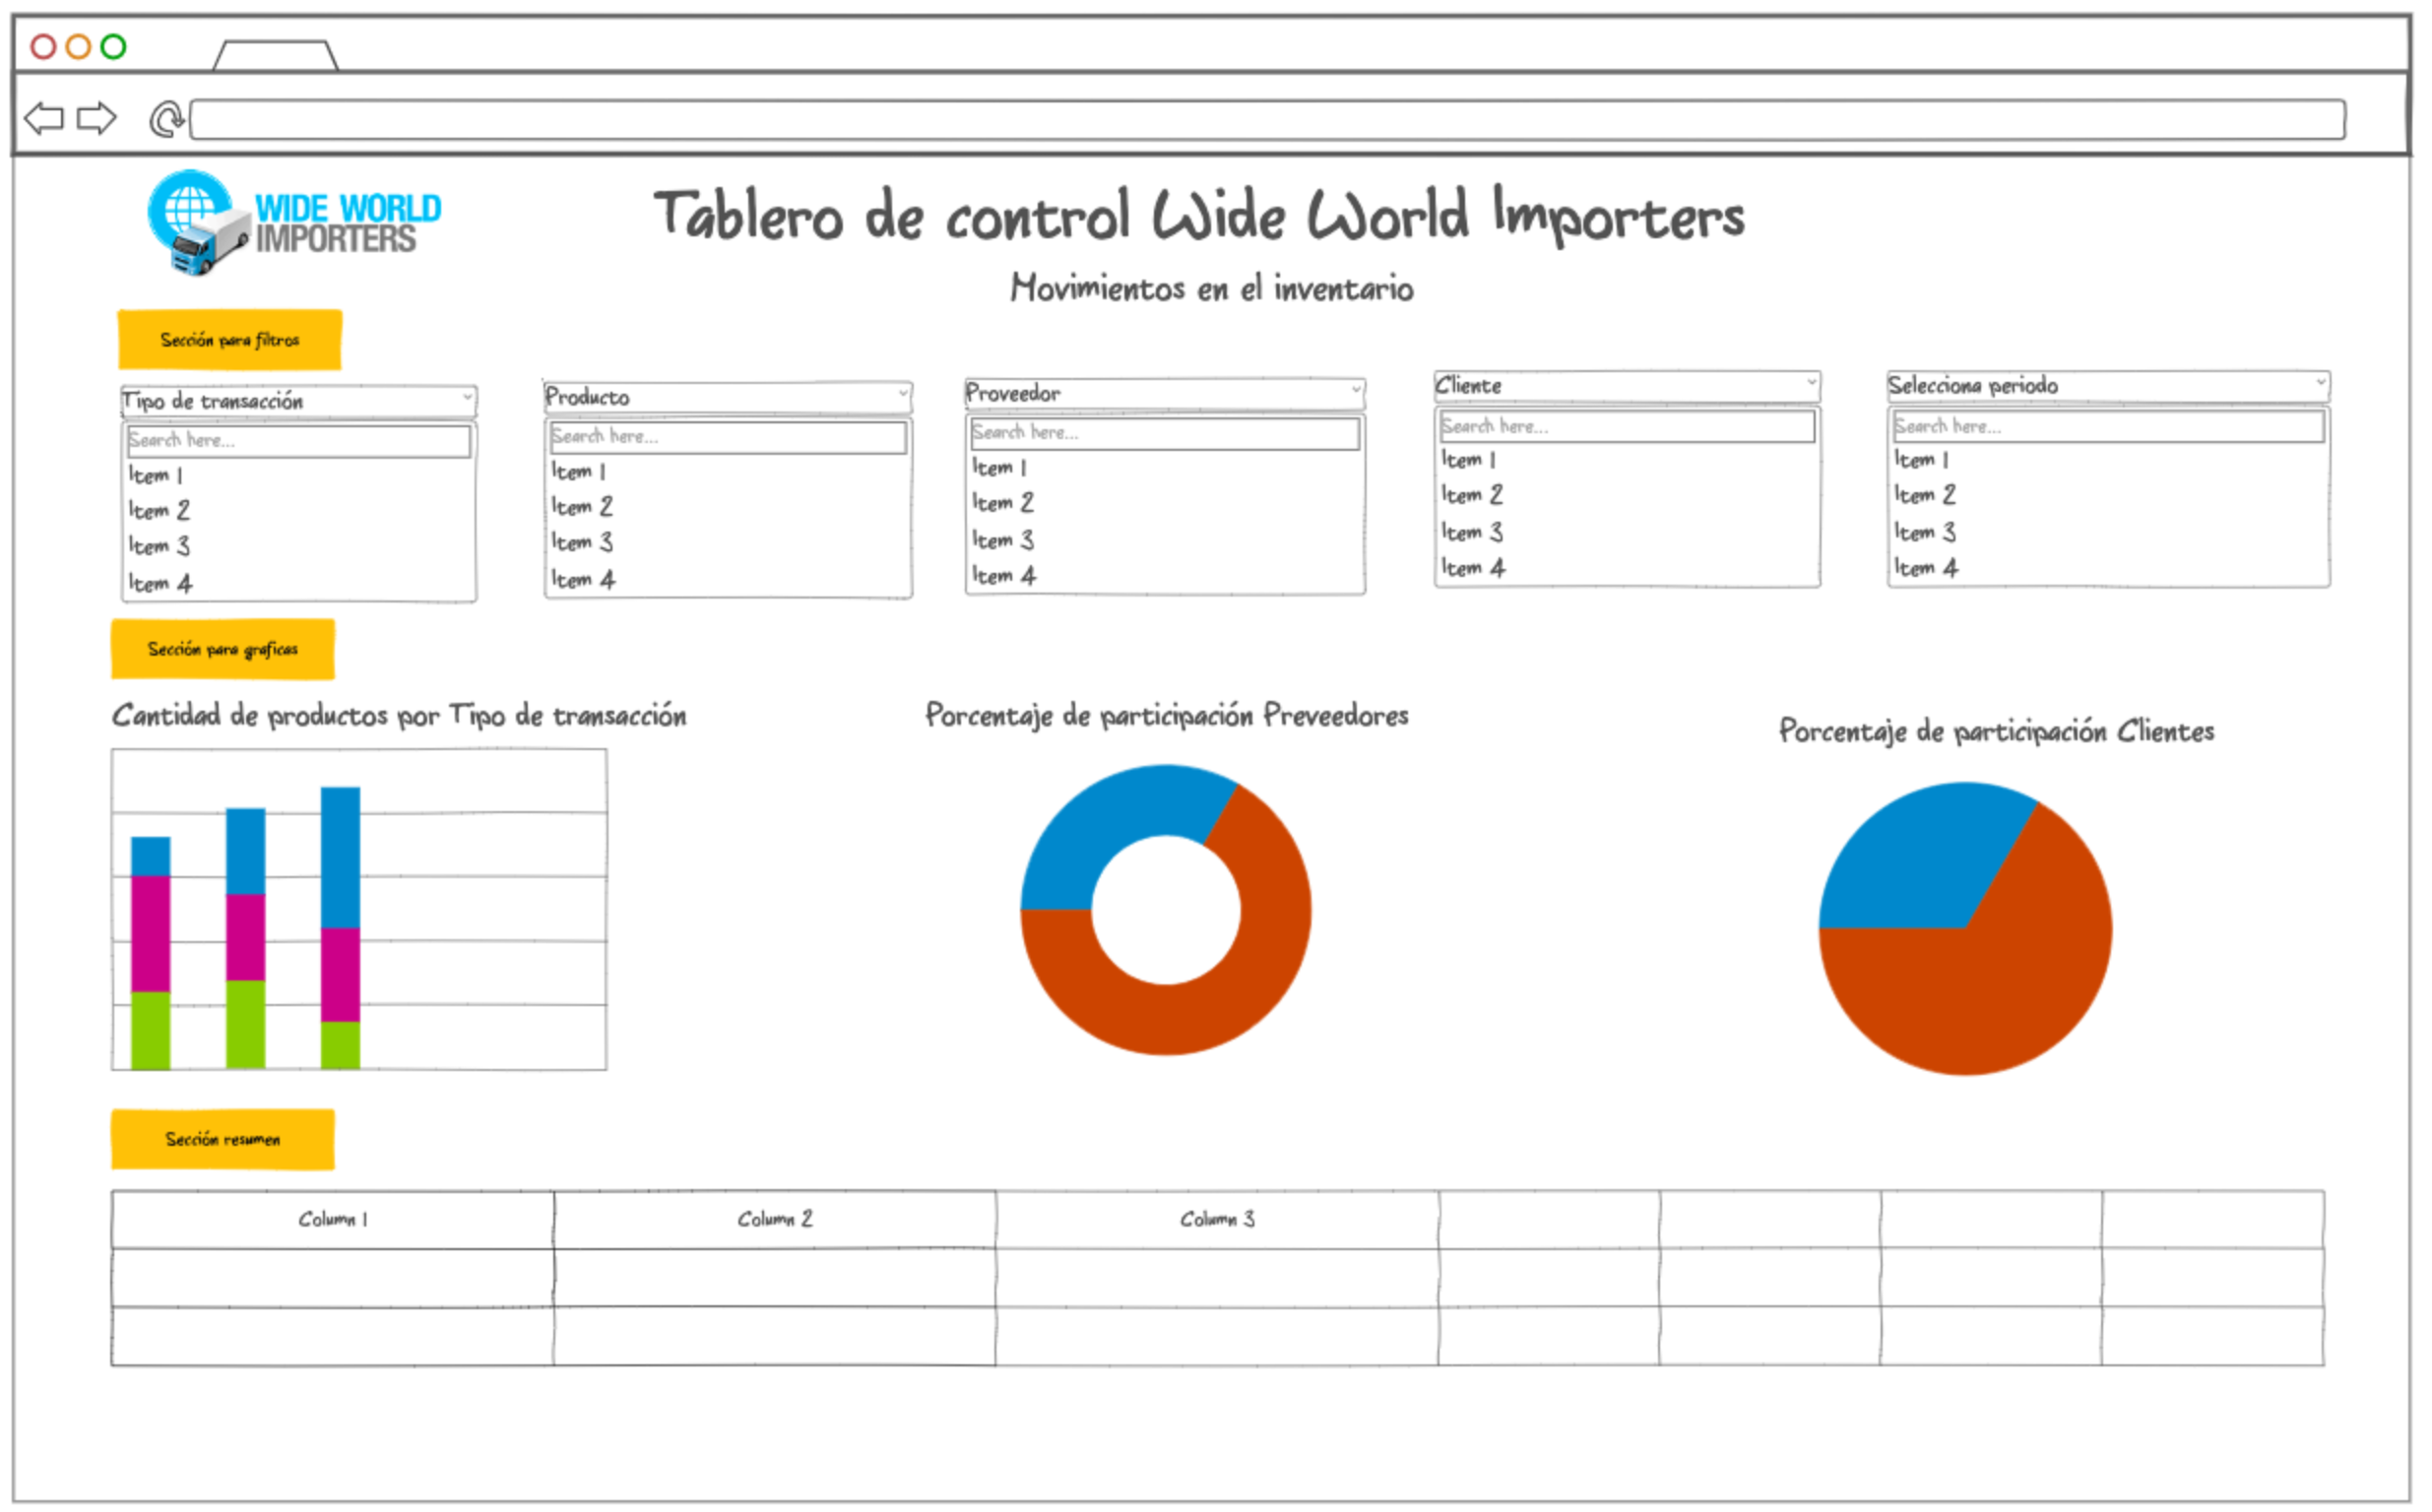 WIDE WORLD
IMPORTERS
Tablero de control Wide World Importers
Movimientos en el inventario
Sección para filtros
Tipo de transacción
Search here...
Item 1
Item 2
Item 3
Item 4
Producto
Search here...
Item 1
Item 2
Item 3
Item 4
Proveedor
Search here...
Item 1
Item 2
Item 3
Item 4
Cliente
Search here...
Item 1
Item 2
Item 3
Item 4
Selecciona periodo
Search here...
Item 1
Item 2
Item 3
Item 4
Sección para graficas
Cantidad de productos por Tipo de transacción
Porcentaje de participación Preveedores
Porcentaje de participación Clientes
Sección resumen
Column 1
Column 2
Column 3